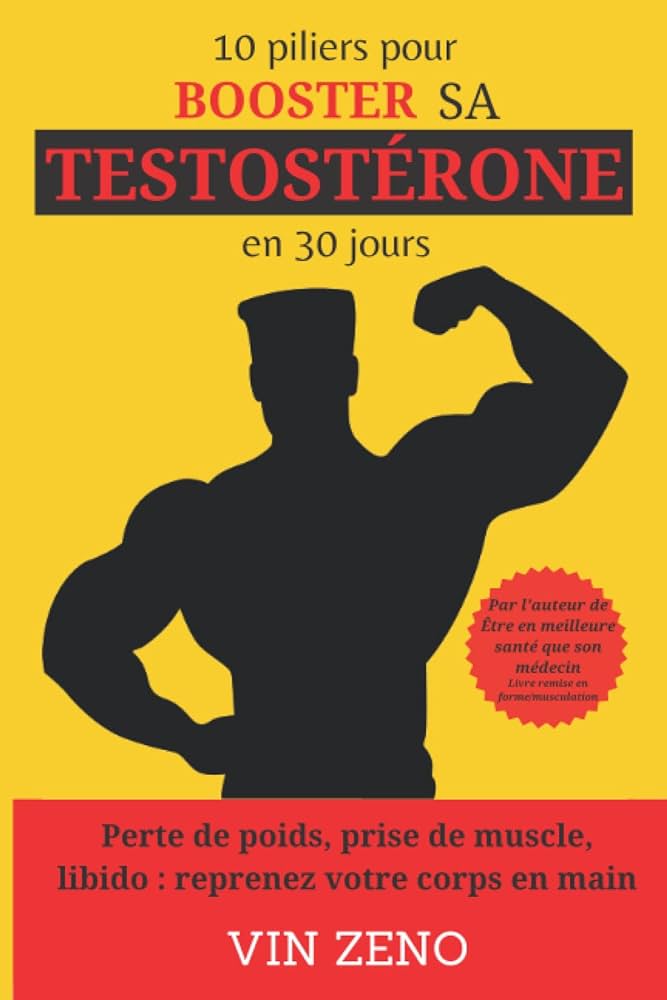 10 piliers pour
BOOSTER SA
TESTOSTÉRONE
en 30 jours
Par l'auteur de
Être en meilleure
santé que son
médecin
Livre remise en
forme/musculation
Perte de poids, prise de muscle,
libido : reprenez votre corps en main
VIN ZENO